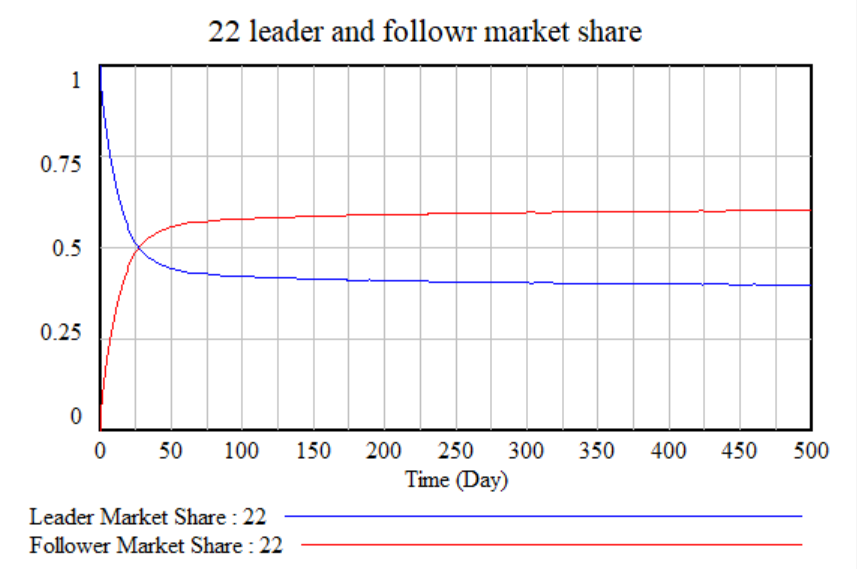 22 leader and followr market share
1
0.75
0.5
0.25
0
0 50 100 150 200 250 300 350 400 450 500
Time (Day)
Leader Market Share : 22
Follower Market Share : 22